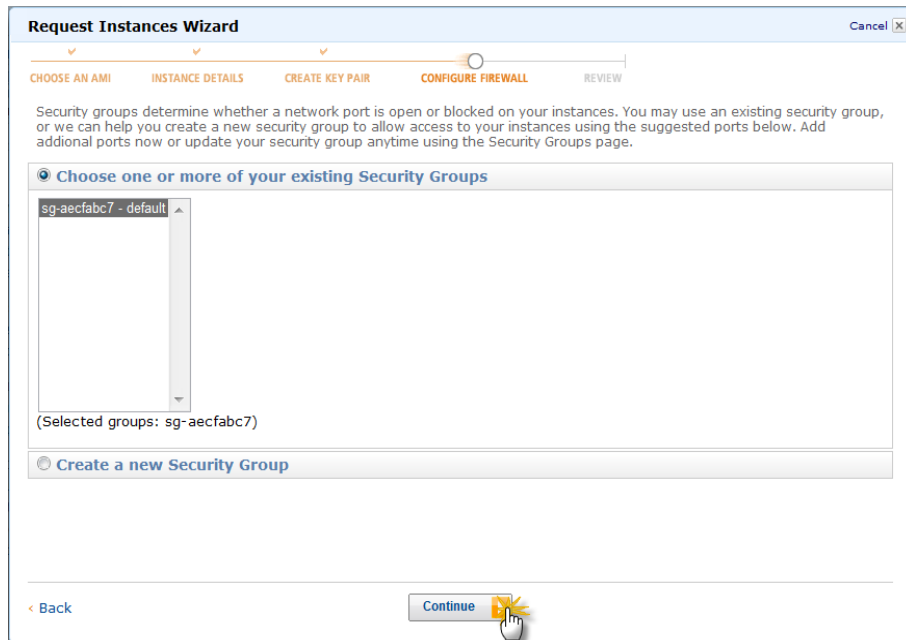 Request Instances Wizard
Cancel
CHOOSE AN AMI INSTANCE DETAILS CREATE KEY PAIR CONFIGURE FIREWALL REVIEW
Security groups determine whether a network port is open or blocked on your instances. You may use an existing security group,
or we can help you create a new security group to allow access to your instances using the suggested ports below. Add
addional ports now or update your security group anytime using the Security Groups page.
Choose one or more of your existing Security Groups
sg-aecfabc7 - default
(Selected groups: sg-aecfabc7)
Create a new Security Group
< Back
Continue